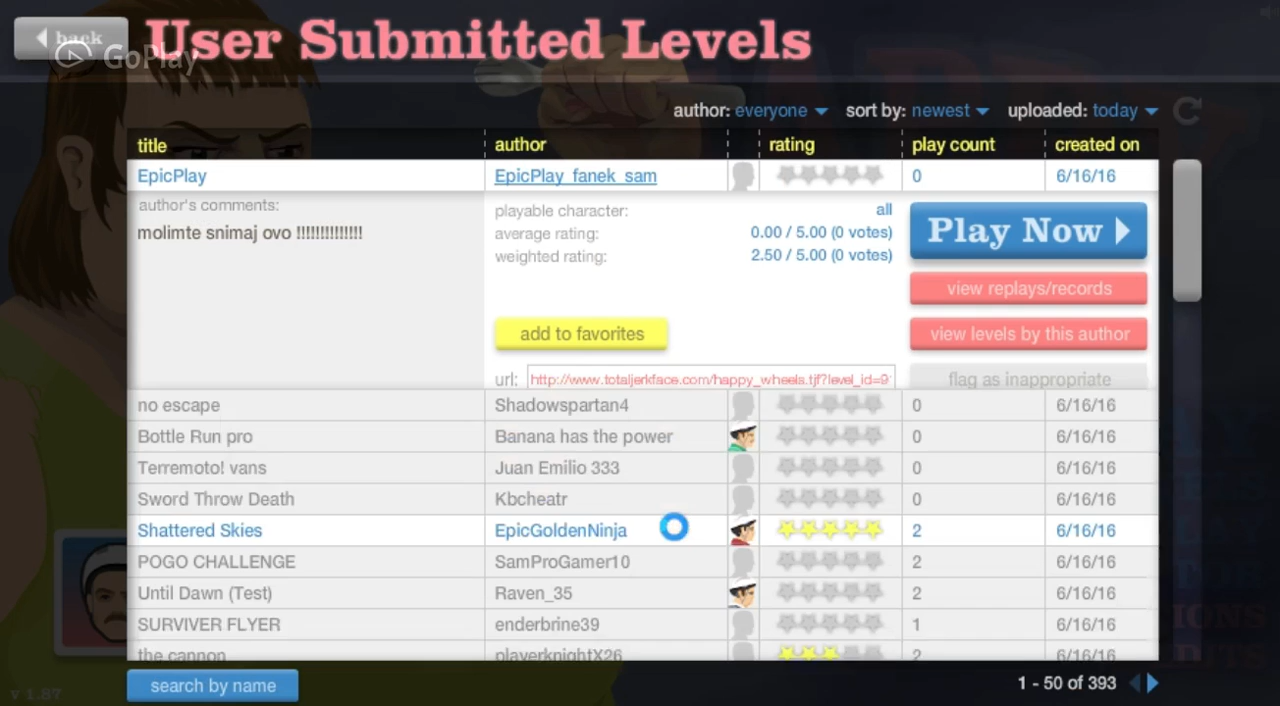 back
GoPlay
User Submitted Levels
author: everyone sort by: newest uploaded: today
title author rating play count created on
EpicPlay EpicPlay_fanek_sam 0 6/16/16
author's comments:
molimte snimaj ovo !!!!!!!!!!!!!!
playable character: all
average rating: 0.00 / 5.00 (0 votes)
weighted rating: 2.50 / 5.00 (0 votes)
Play Now
view replays/records
add to favorites
view levels by this author
url: http://www.totaljerkface.com/happy_wheels.tjf?level_id=9
flag as inappropriate
no escape Shadowspartan4 0 6/16/16
Bottle Run pro Banana has the power 0 6/16/16
Terremoto! vans Juan Emilio 333 0 6/16/16
Sword Throw Death Kbcheatr 0 6/16/16
Shattered Skies EpicGoldenNinja 2 6/16/16
POGO CHALLENGE SamProGamer10 2 6/16/16
Until Dawn (Test) Raven_35 2 6/16/16
SURVIVER FLYER enderbrine39 1 6/16/16
the cannon playerknightX26 2 6/16/16
search by name
1 - 50 of 393
v 1.87